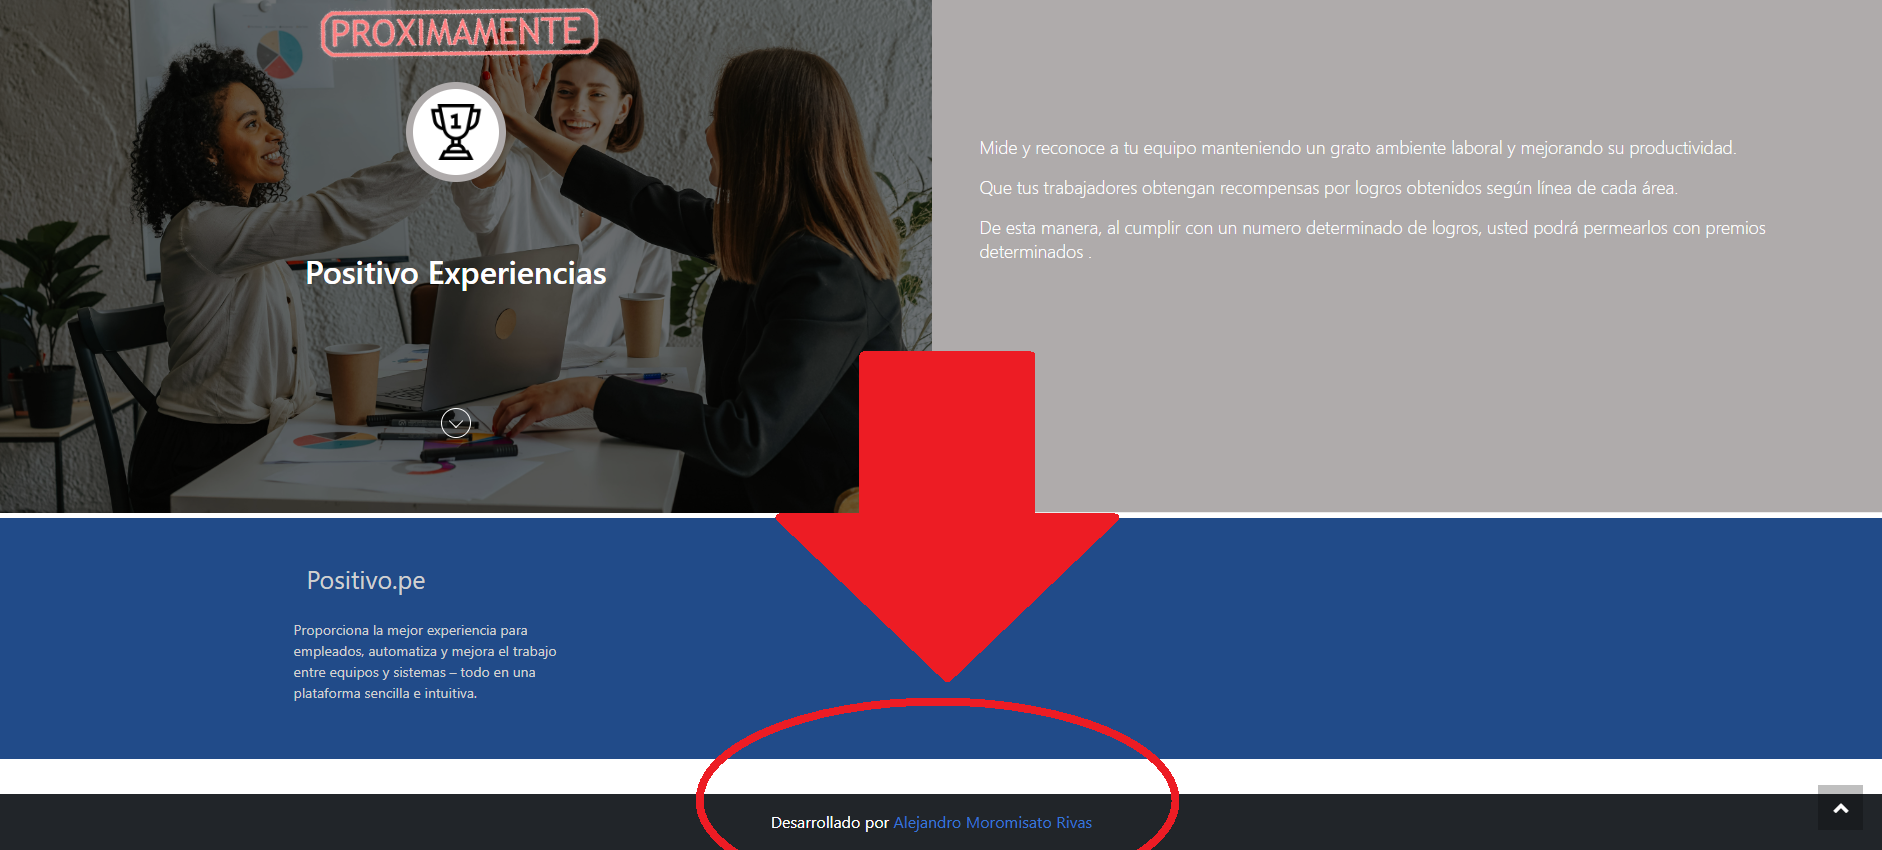 PROXIMAMENTE
1
Positivo Experiencias
Mide y reconoce a tu equipo manteniendo un grato ambiente laboral y mejorando su productividad.
Que tus trabajadores obtengan recompensas por logros obtenidos según línea de cada área.
De esta manera, al cumplir con un numero determinado de logros, usted podrá permearlos con premios
determinados .
Positivo.pe
Proporciona la mejor experiencia para
empleados, automatiza y mejora el trabajo
entre equipos y sistemas – todo en una
plataforma sencilla e intuitiva.
Desarrollado por Alejandro Moromisato Rivas